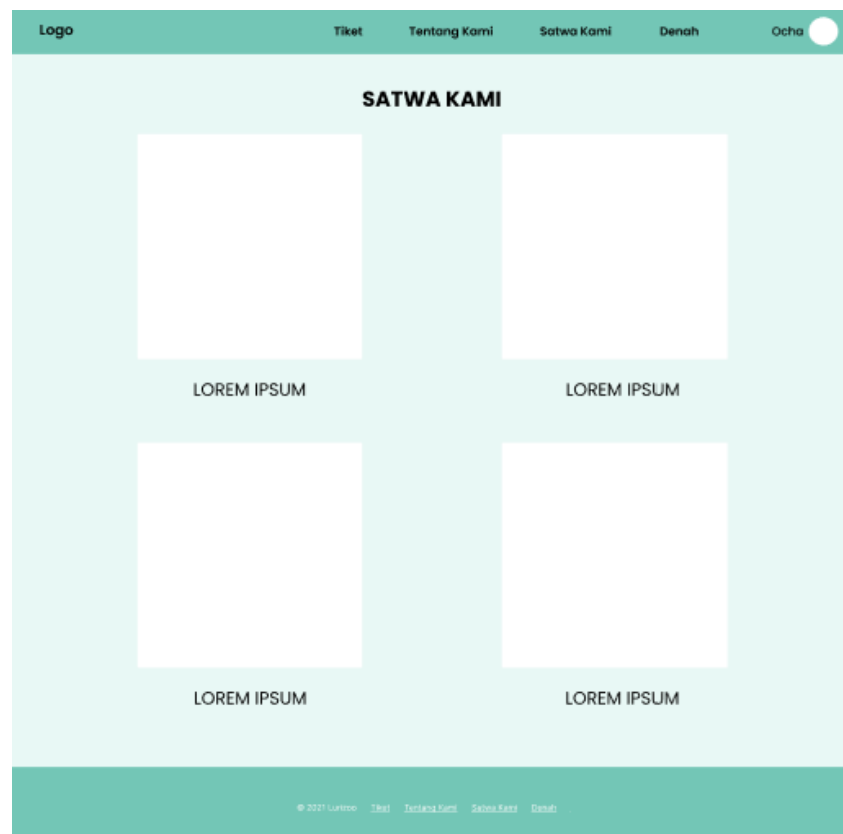 Logo Tiket Tentang Kami Satwa Kami Denah Ocha
SATWA KAMI
LOREM IPSUM LOREM IPSUM
LOREM IPSUM LOREM IPSUM
© 2021 Tiket Tentang Kami Satwa Kami Denah